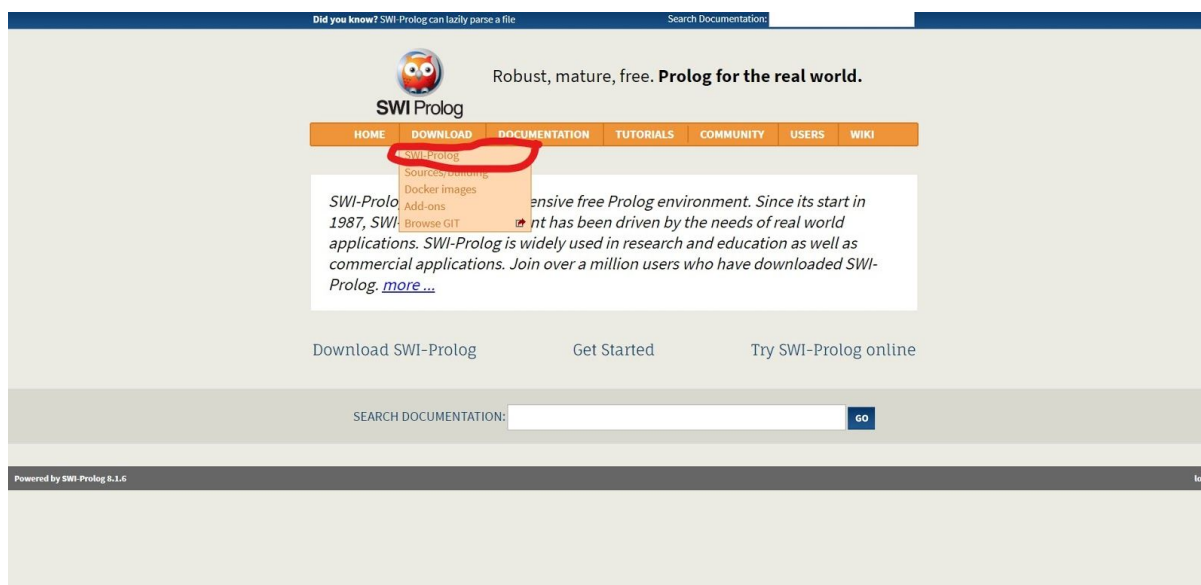 Did you know? SWI-Prolog can lazily parse a file
Search Documentation:
SWI Prolog
Robust, mature, free. Prolog for the real world.
HOME DOWNLOAD DOCUMENTATION TUTORIALS COMMUNITY USERS WIKI
SWI-Prolog
Sources/building
Docker images
Add-ons
Browse GIT
SWI-Prolo ensive free Prolog environment. Since its start in
1987, SWI- nt has been driven by the needs of real world
applications. SWI-Prolog is widely used in research and education as well as
commercial applications. Join over a million users who have downloaded SWI-
Prolog. more ...
Download SWI-Prolog Get Started Try SWI-Prolog online
SEARCH DOCUMENTATION:
GO
Powered by SWI-Prolog 8.1.6
lo